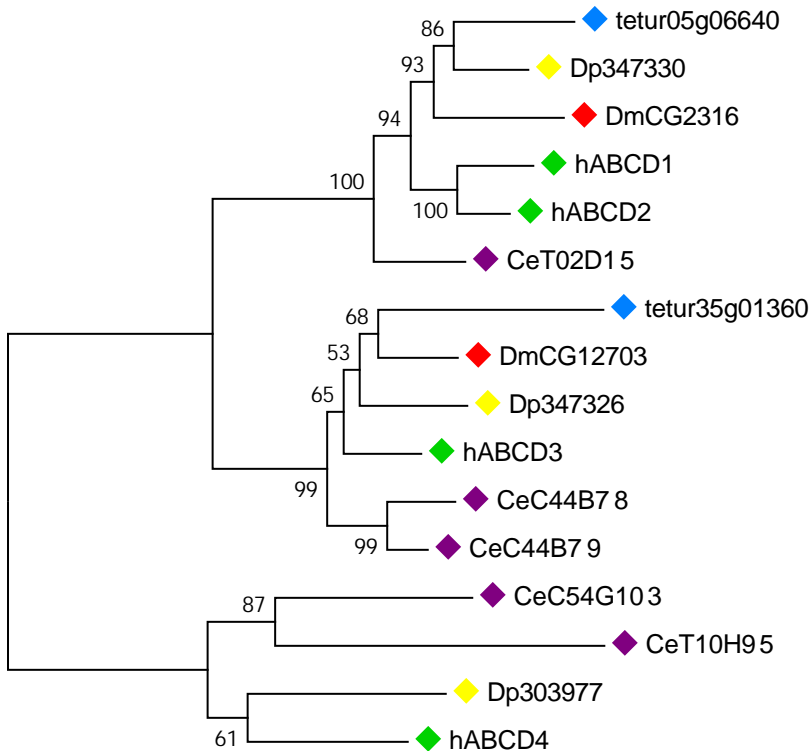 86
tetur05g06640
Dp347330
93
DmCG2316
94
hABCD1
100
hABCD2
100
CeT02D1 5
tetur35g01360
68
DmCG12703
53
Dp347326
65
hABCD3
99
CeC44B7 8
99
CeC44B7 9
87
CeC54G10 3
CeT10H9 5
Dp303977
61
hABCD4